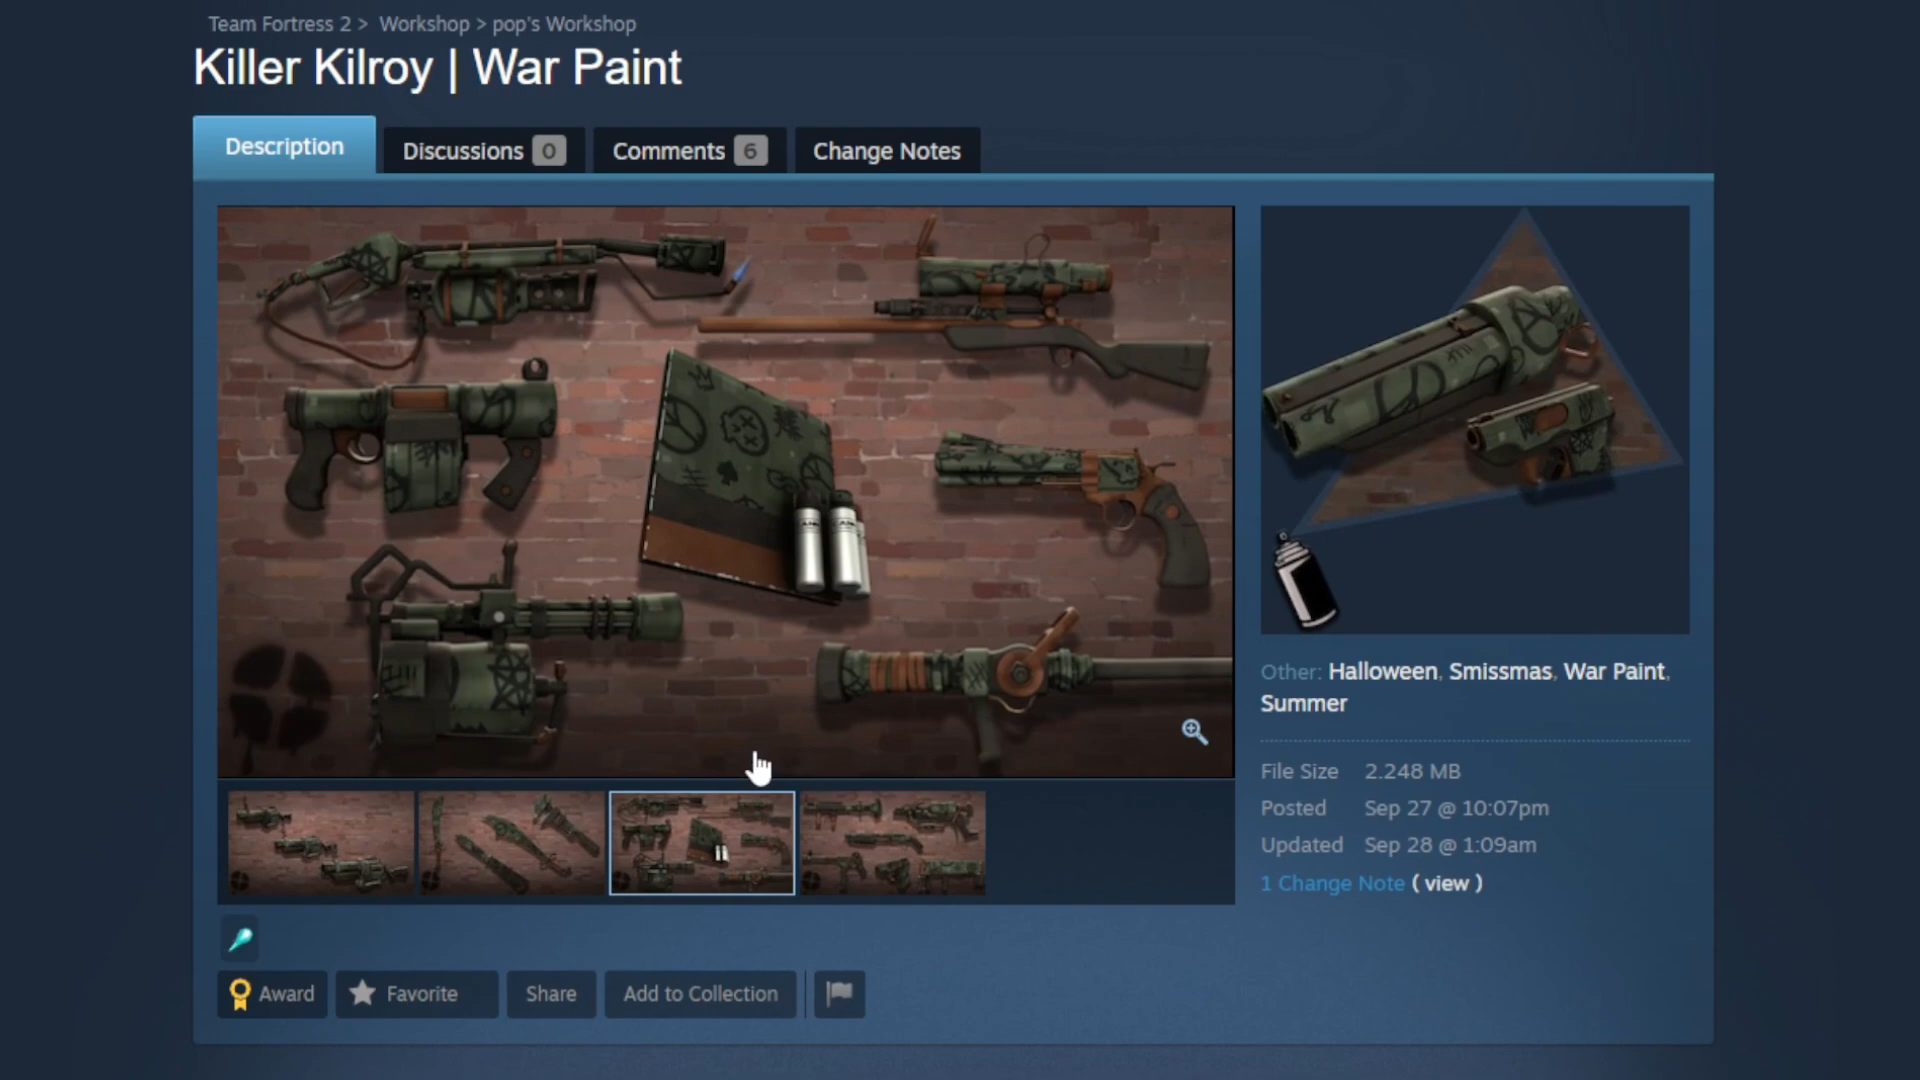 Team Fortress 2 > Workshop > pop's Workshop
Killer Kilroy | War Paint
Description
Discussions 0
Comments 6
Change Notes
Other: Halloween, Smissmas, War Paint,
Summer
File Size 2.248 MB
Posted Sep 27 @ 10:07pm
Updated Sep 28 @ 1:09am
1 Change Note ( view )
Award
Favorite
Share
Add to Collection